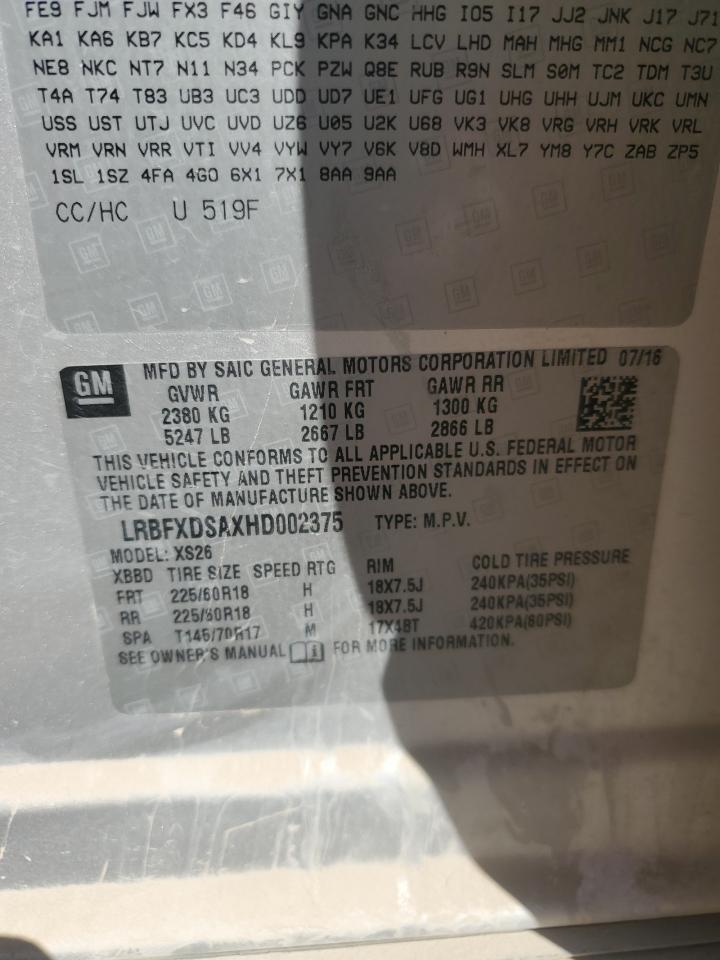 FE9 FJM FJW FX3 F46 GIY GNA GNC HHG IO5 I17 JJ2 JNK J17 J71
KA1 KA6 KB7 KC5 KD4 KL9 KPA K34 LCV LHD MAH MHG MM1 NCG NC7
NE8 NKC NT7 N11 N34 PCK PZW Q8E RUB R9N SLM S0M TC2 TDM T3U
T4A T74 T83 UB3 UC3 UDD UD7 UE1 UFG UG1 UHG UHH UJM UKC UMN
USS UST UTJ UVC UVD UZ6 U05 U2K U68 VK3 VK8 VRG VRH VRK VRL
VRM VRN VRR VTI VV4 VYW VY7 V6K V8D WMH XL7 YM8 Y7C ZAB ZP5
1SL 1SZ 4FA 4G0 6X1 7X1 8AA 9AA
CC/HC U 519F
GM MFD BY SAIC GENERAL MOTORS CORPORATION LIMITED 07/16
GVWR GAWR FRT GAWR RR
2380 KG 1210 KG 1300 KG
5247 LB 2667 LB 2866 LB
THIS VEHICLE CONFORMS TO ALL APPLICABLE U.S. FEDERAL MOTOR
VEHICLE SAFETY AND THEFT PREVENTION STANDARDS IN EFFECT ON
THE DATE OF MANUFACTURE SHOWN ABOVE.
LRBFXDSAXHD002375 TYPE: M.P.V.
MODEL: XS26
XBBD TIRE SIZE SPEED RTG RIM COLD TIRE PRESSURE
FRT 225/60R18 H 18X7.5J 240KPA(35PSI)
RR 225/60R18 H 18X7.5J 240KPA(35PSI)
SPA T145/70R17 M 17X4BT 420KPA(60PSI)
SEE OWNER'S MANUAL FOR MORE INFORMATION.